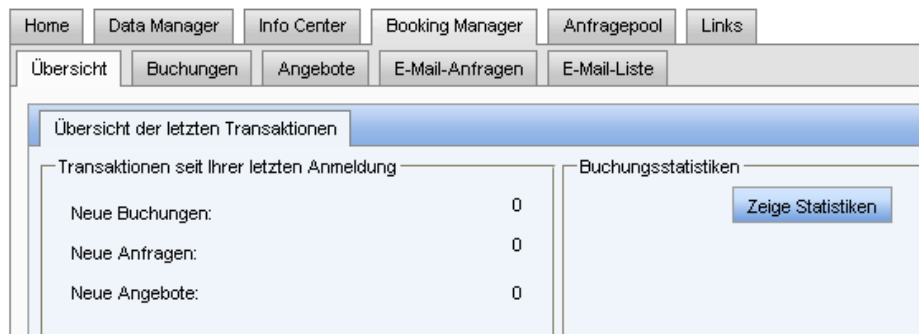 Home Data Manager Info Center Booking Manager Anfragepool Links
Übersicht Buchungen Angebote E-Mail-Anfragen E-Mail-Liste
Übersicht der letzten Transaktionen
Transaktionen seit Ihrer letzten Anmeldung Buchungsstatistiken
Neue Buchungen: 0 Zeige Statistiken
Neue Anfragen: 0
Neue Angebote: 0